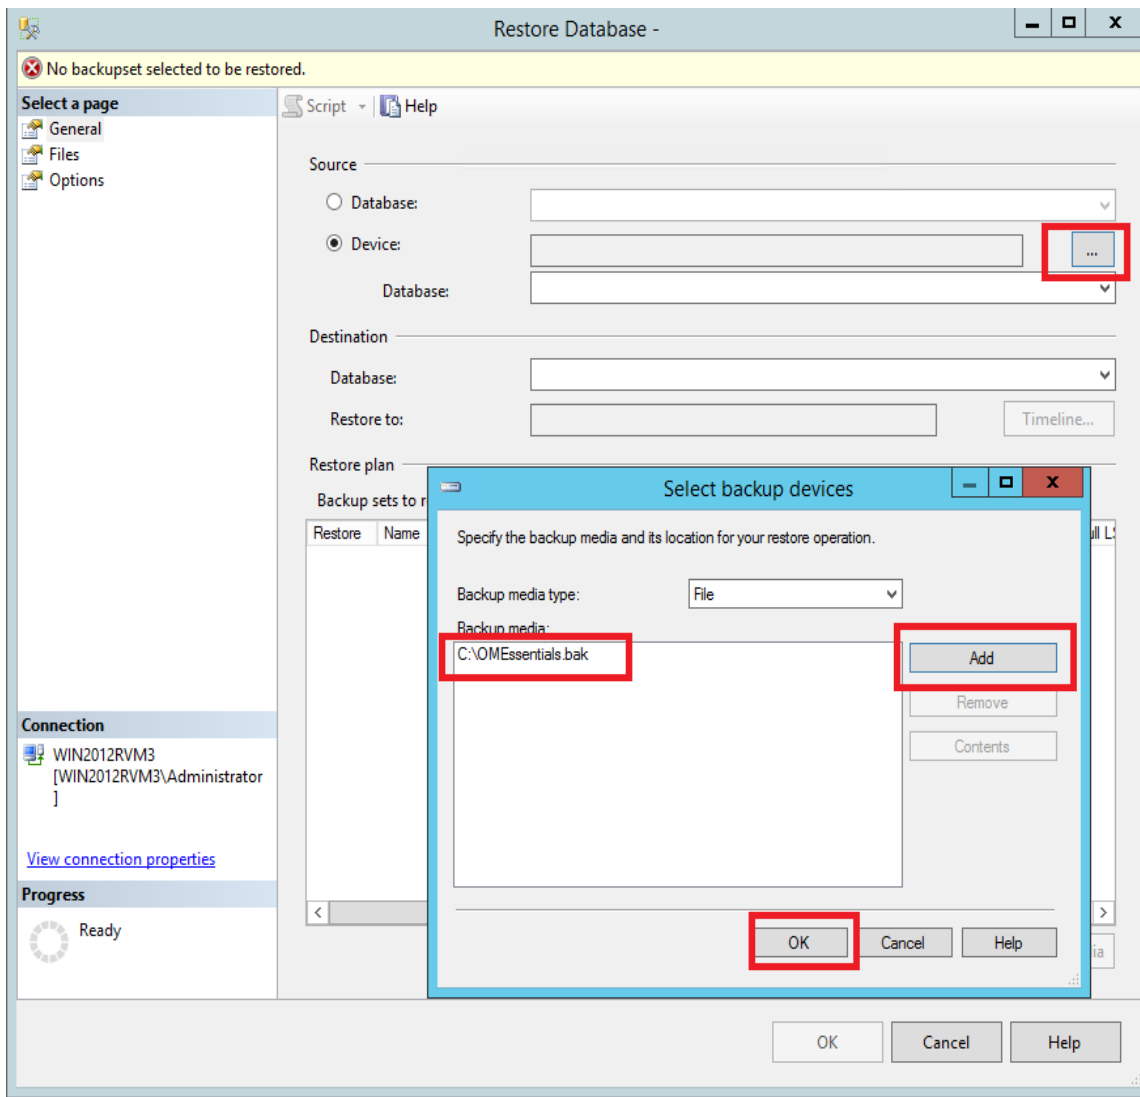 Restore Database -
No backupset selected to be restored.
Select a page
General
Files
Options
Script
Help
Source
Database:
Device:
...
Database:
Destination
Database:
Restore to:
Timeline...
Restore plan
Backup sets to r
Restore Name
Select backup devices
Specify the backup media and its location for your restore operation.
Backup media type:
File
Backup media:
C:\OMEssentials.bak
Add
Remove
Contents
OK
Cancel
Help
Connection
WIN2012RVM3
[WIN2012RVM3\Administrator
]
View connection properties
Progress
Ready
OK
Cancel
Help